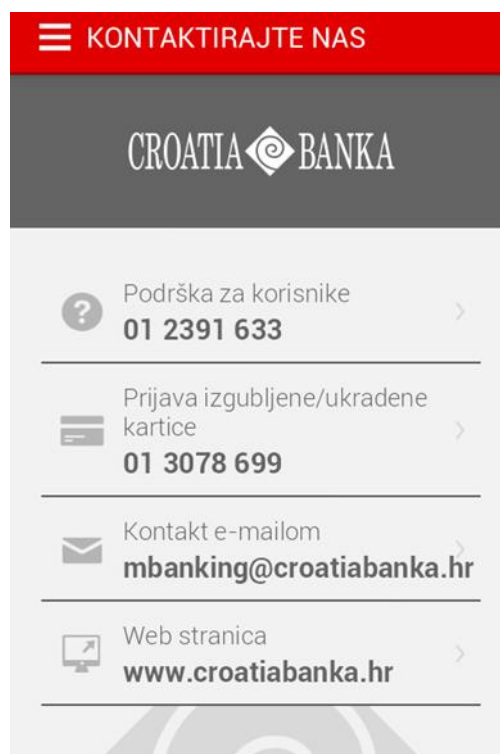 KONTAKTIRAJTE NAS
CROATIA BANKA
Podrška za korisnike
01 2391 633
Prijava izgubljene/ukradene
kartice
01 3078 699
Kontakt e-mailom
mbanking@croatiabanka.hr
Web stranica
www.croatiabanka.hr